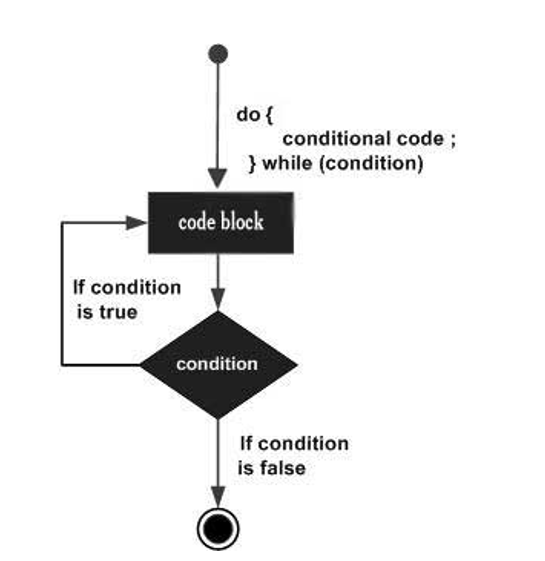 do {
conditional code ;
} while (condition)
code block
If condition
is true
condition
If condition
is false